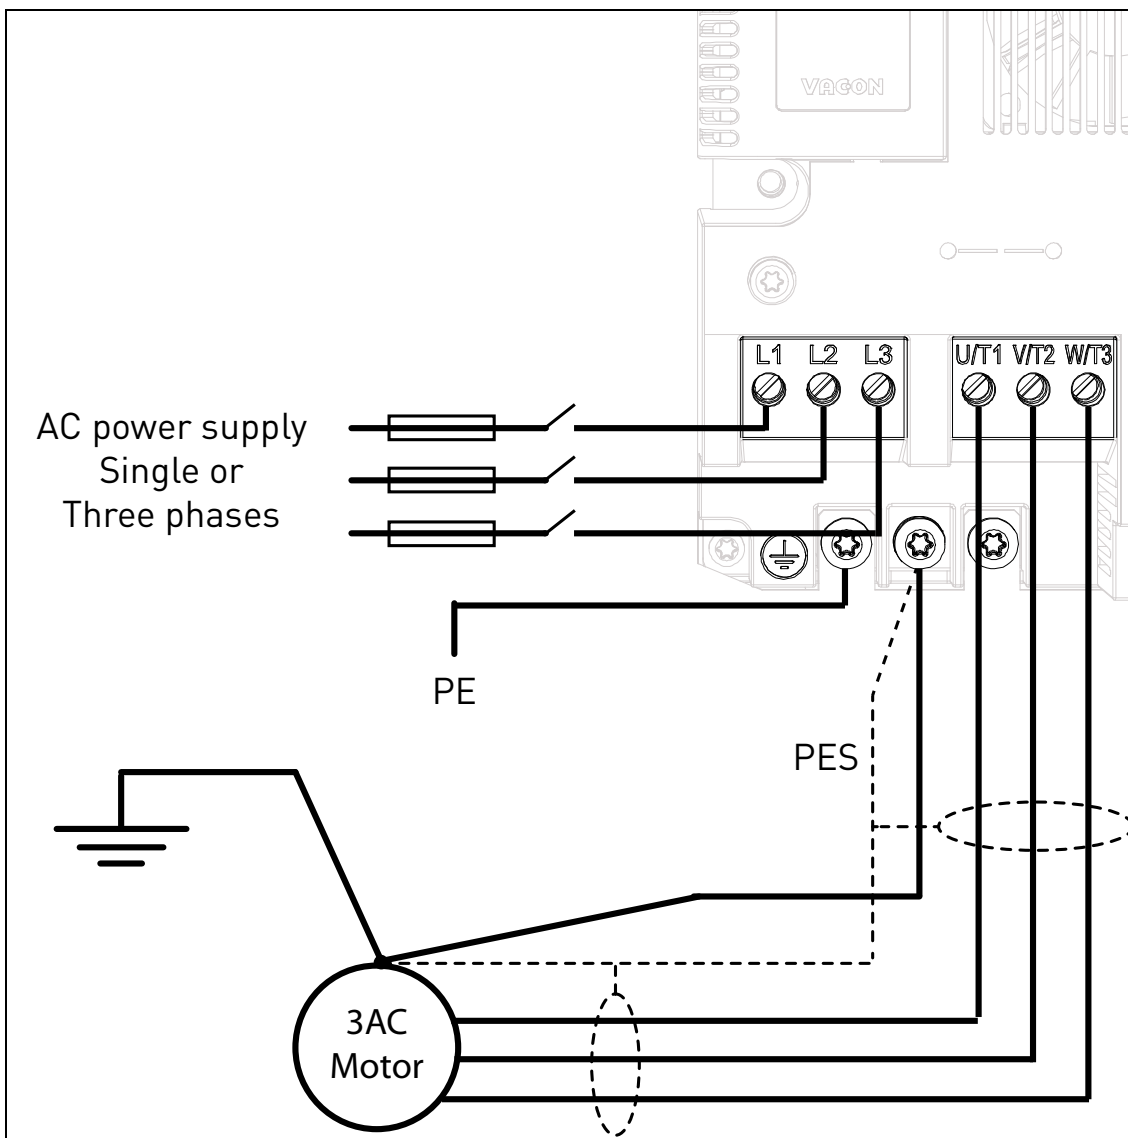 VACON
L1 L2 L3
U/T1 V/T2 W/T3
AC power supply
Single or
Three phases
PE
PES
3AC
Motor